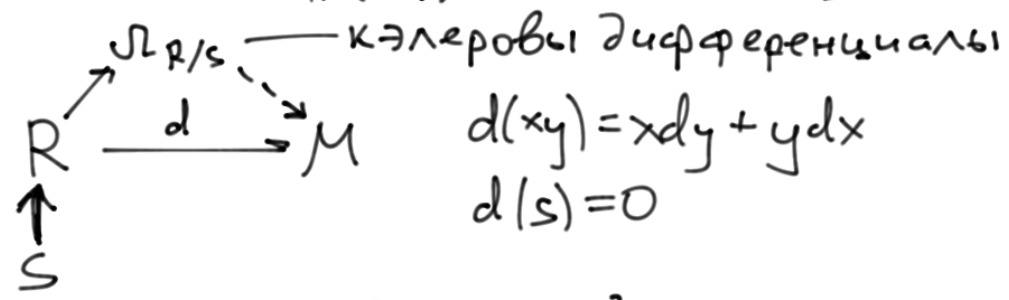 Ω_{R/S} — кэлеровы дифференциалы
R d M d(xy)=xdy+ydx
d(s)=0
S